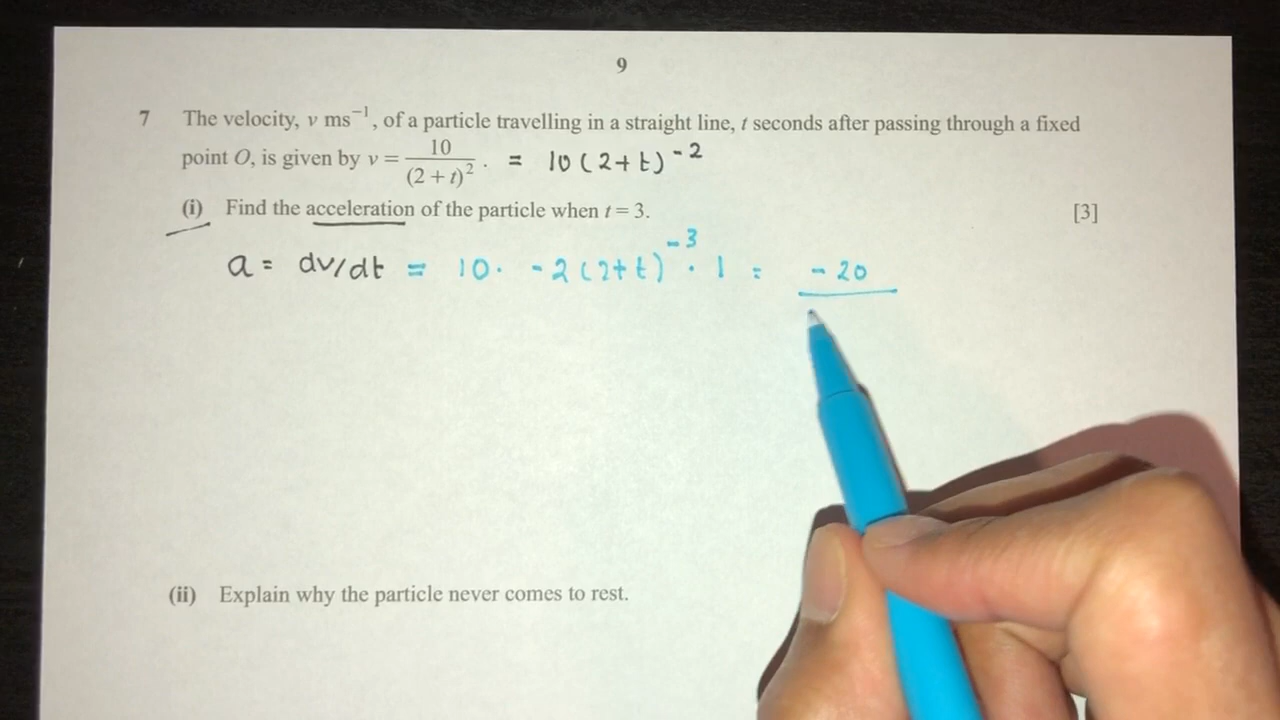 9
7 The velocity, v ms⁻¹, of a particle travelling in a straight line, t seconds after passing through a fixed
point O, is given by v = 10/(2 + t)² . = 10(2+t)⁻²
(i) Find the acceleration of the particle when t = 3. [3]
a = dv/dt = 10 · -2(2+t)⁻³ · 1 = -20
(ii) Explain why the particle never comes to rest.